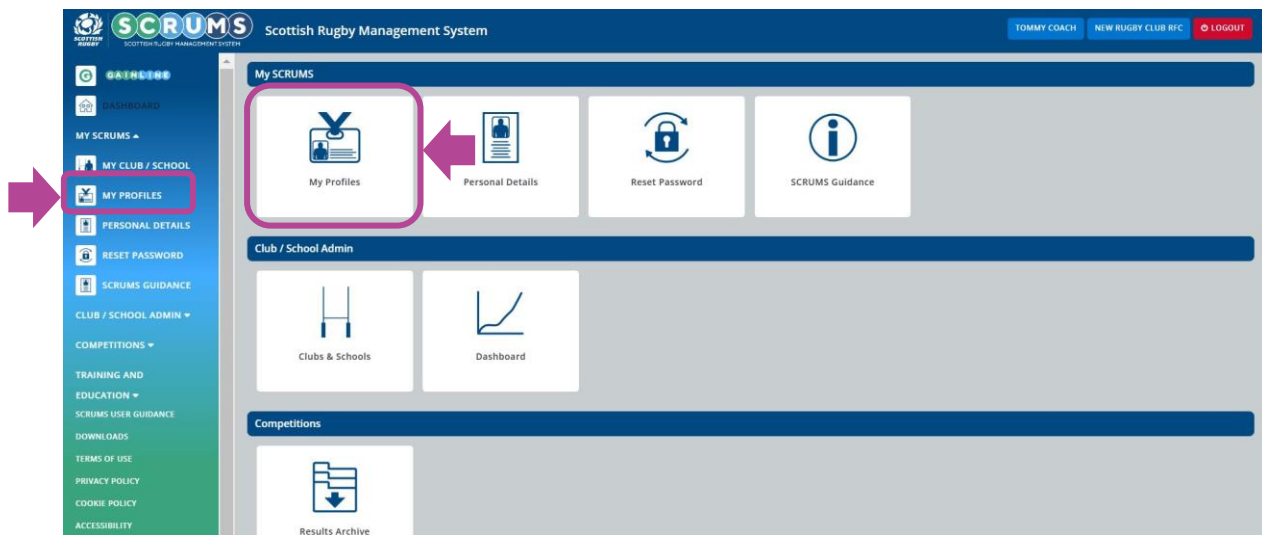 SCOTTISH
RUGBY
SCRUMS
SCOTTISH RUGBY MANAGEMENT SYSTEM
Scottish Rugby Management System
TOMMY COACH
NEW RUGBY CLUB RFC
LOGOUT
GAINLINE
DASHBOARD
MY SCRUMS
MY CLUB / SCHOOL
MY PROFILES
PERSONAL DETAILS
RESET PASSWORD
SCRUMS GUIDANCE
CLUB / SCHOOL ADMIN
COMPETITIONS
TRAINING AND
EDUCATION
SCRUMS USER GUIDANCE
DOWNLOADS
TERMS OF USE
PRIVACY POLICY
COOKIE POLICY
ACCESSIBILITY
My SCRUMS
My Profiles
Personal Details
Reset Password
SCRUMS Guidance
Club / School Admin
Clubs & Schools
Dashboard
Competitions
Results Archive